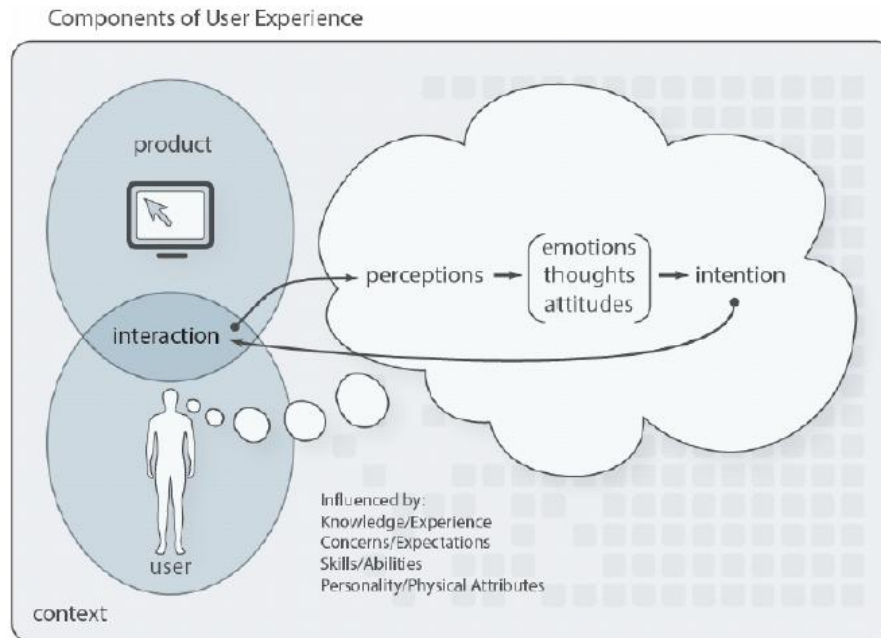 Components of User Experience
product
interaction
perceptions
emotions
thoughts
attitudes
intention
user
Influenced by:
Knowledge/Experience
Concerns/Expectations
Skills/Abilities
Personality/Physical Attributes
context